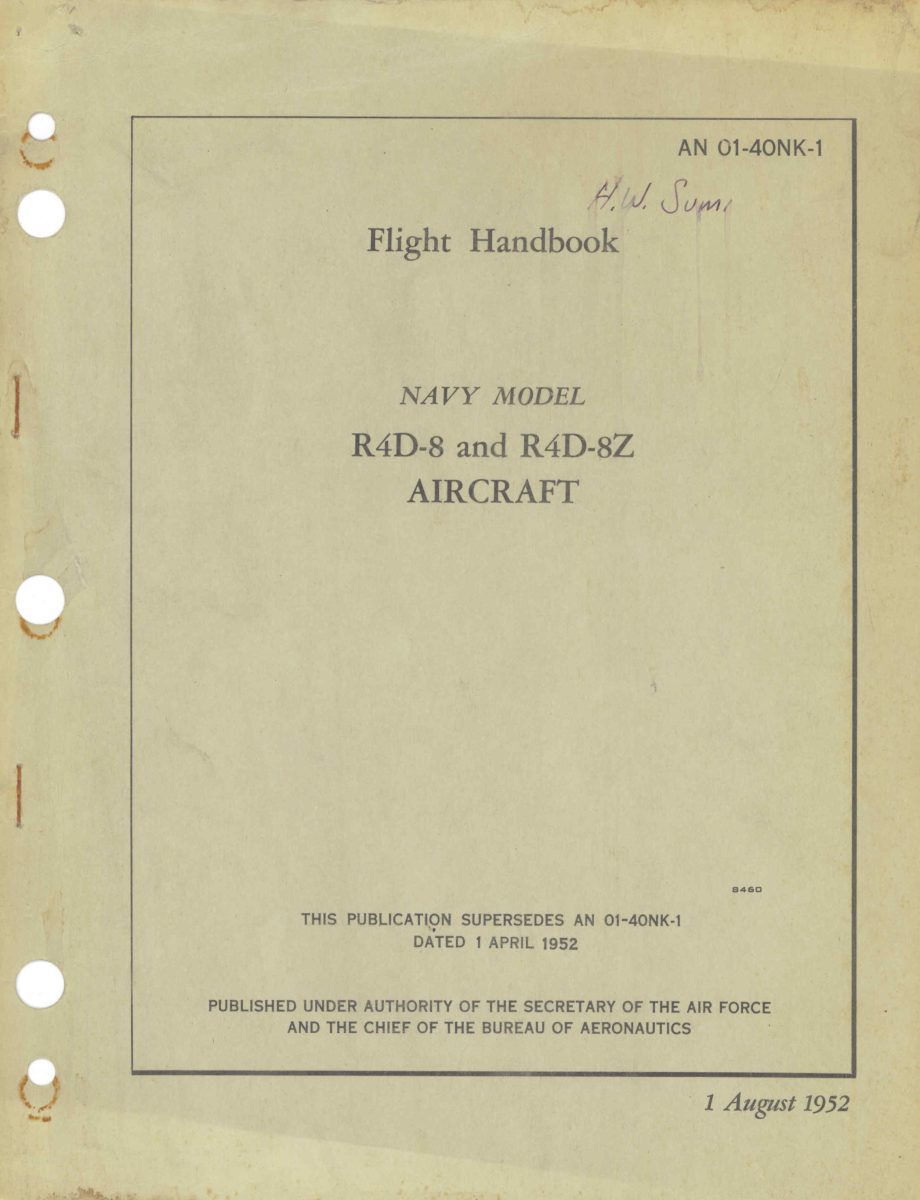 AN 01-40NK-1
H.W.
Flight Handbook
NAVY MODEL
R4D-8 and R4D-8Z
AIRCRAFT
8460
THIS PUBLICATION SUPERSEDES AN 01-40NK-1
DATED 1 APRIL 1952
PUBLISHED UNDER AUTHORITY OF THE SECRETARY OF THE AIR FORCE
AND THE CHIEF OF THE BUREAU OF AERONAUTICS
1 August 1952